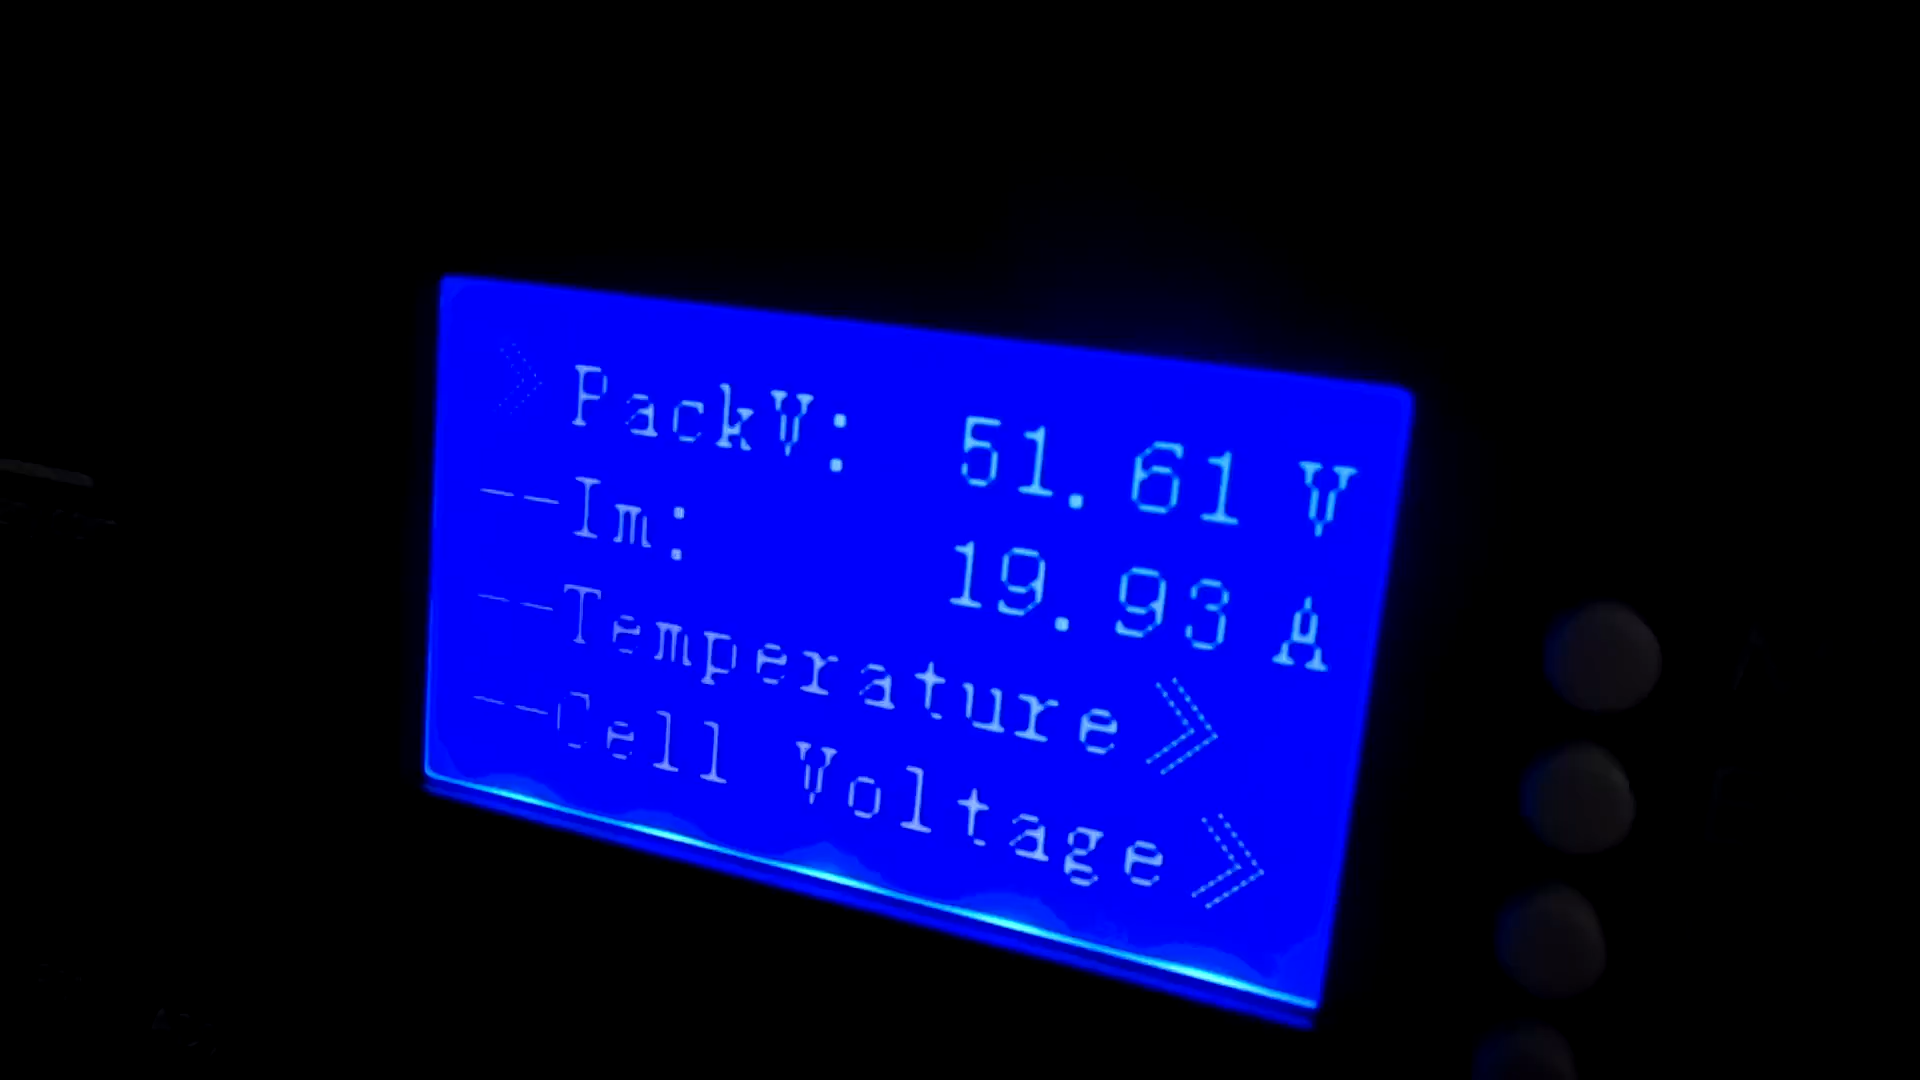 》PackV: 51.61 V
--Im: 19.93 A
--Temperature》
--Cell Voltage》